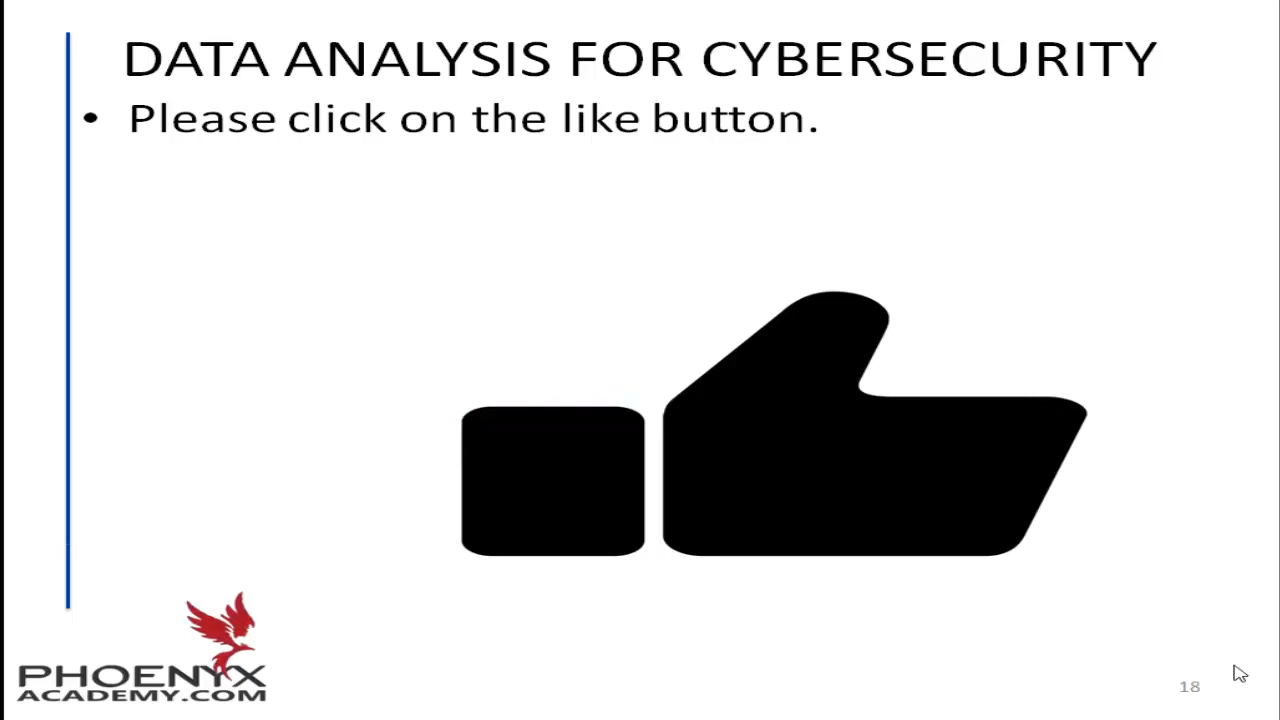 DATA ANALYSIS FOR CYBERSECURITY
• Please click on the like button.
PHOENYX
ACADEMY.COM
18